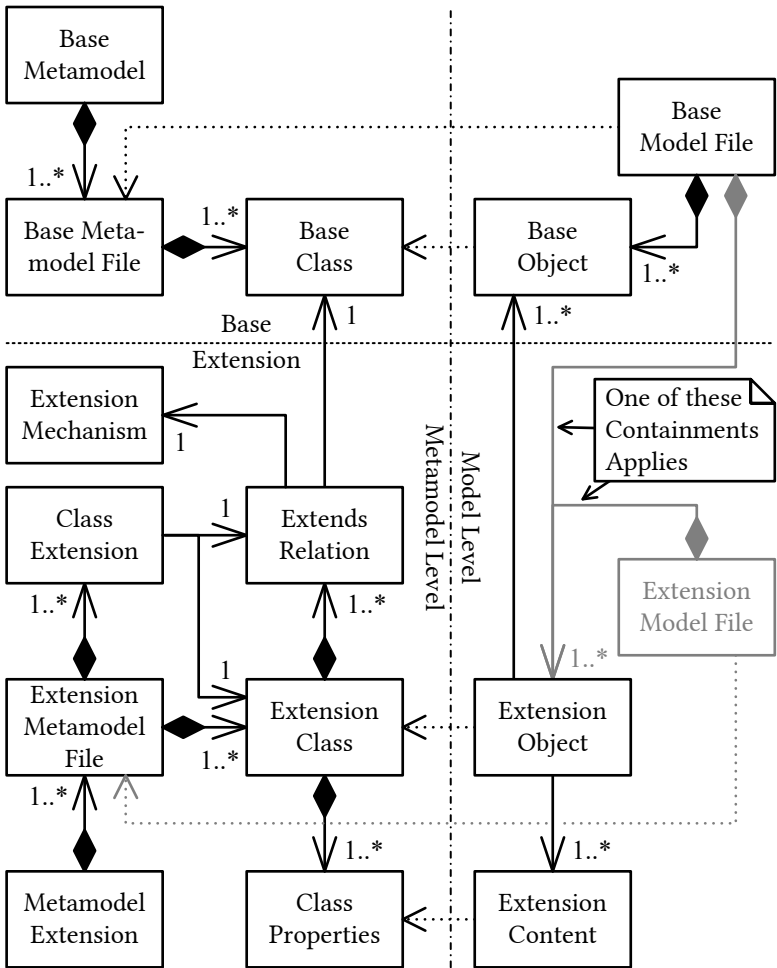 Base
Metamodel
1..*
Base
Model File
Base Meta-
model File
1..*
Base
Class
Base
Object
1..*
1..*
1
Base
Extension
Extension
Mechanism
1
One of these
Containments
Applies
Metamodel Level
Model Level
Class
Extension
1
Extends
Relation
1..*
1..*
Extension
Model File
1
1..*
Extension
Metamodel
File
1..*
Extension
Class
Extension
Object
1..*
1..*
1..*
Metamodel
Extension
Class
Properties
Extension
Content